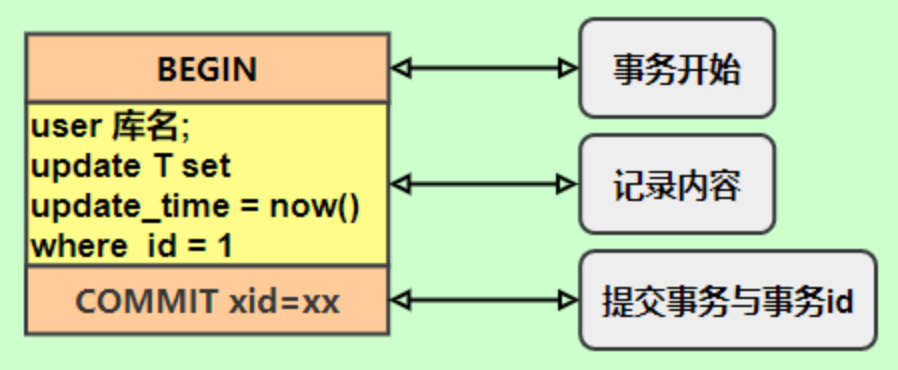 BEGIN
事务开始
user 库名;
update T set
update_time = now()
where id = 1
记录内容
COMMIT xid=xx
提交事务与事务id